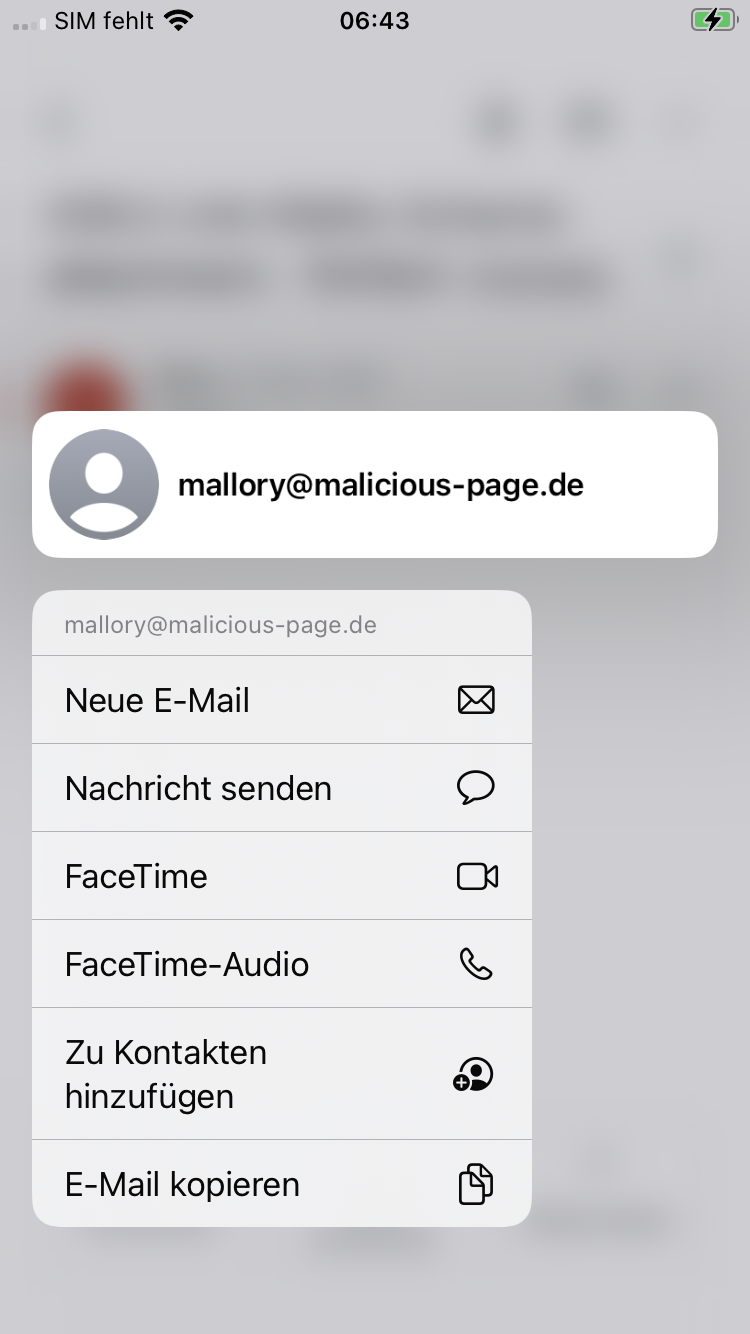 SIM fehlt 06:43
mallory@malicious-page.de
mallory@malicious-page.de
Neue E-Mail
Nachricht senden
FaceTime
FaceTime-Audio
Zu Kontakten
hinzufügen
E-Mail kopieren